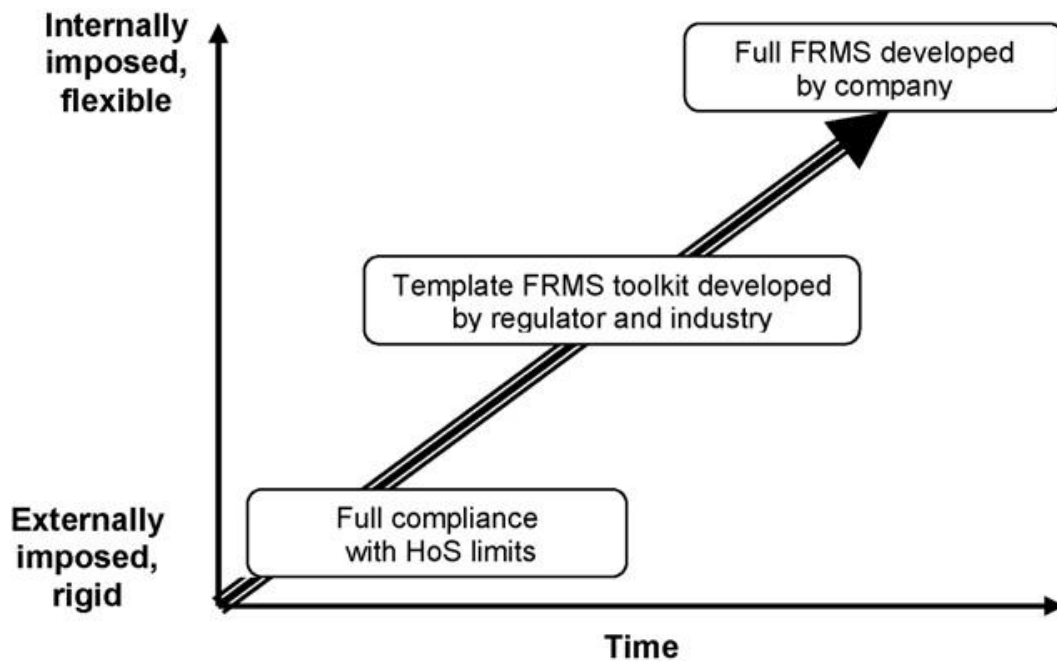 Internally
imposed,
flexible
Full FRMS developed
by company
Template FRMS toolkit developed
by regulator and industry
Full compliance
with HoS limits
Externally
imposed,
rigid
Time